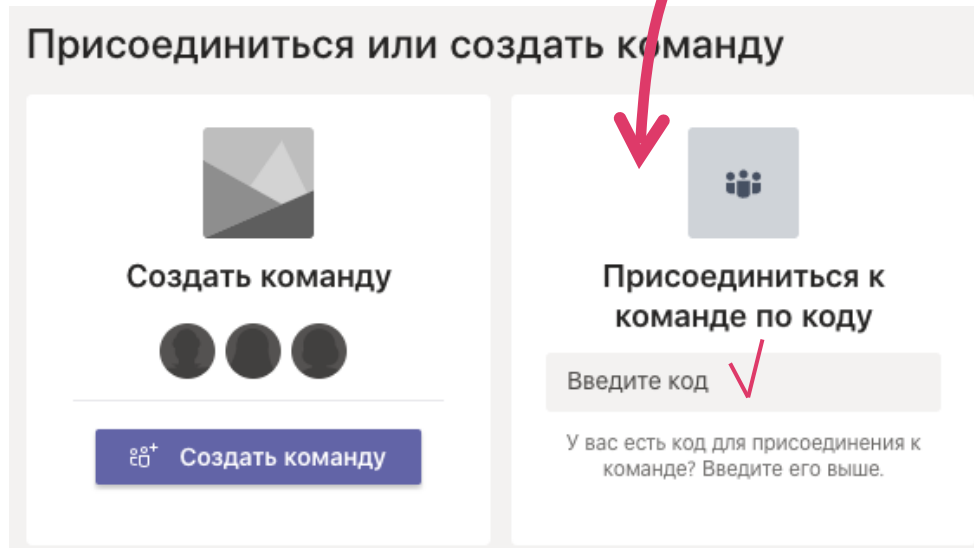 Присоединиться или создать команду
Создать команду
Создать команду
Присоединиться к
команде по коду
Введите код
У вас есть код для присоединения к
команде? Введите его выше.